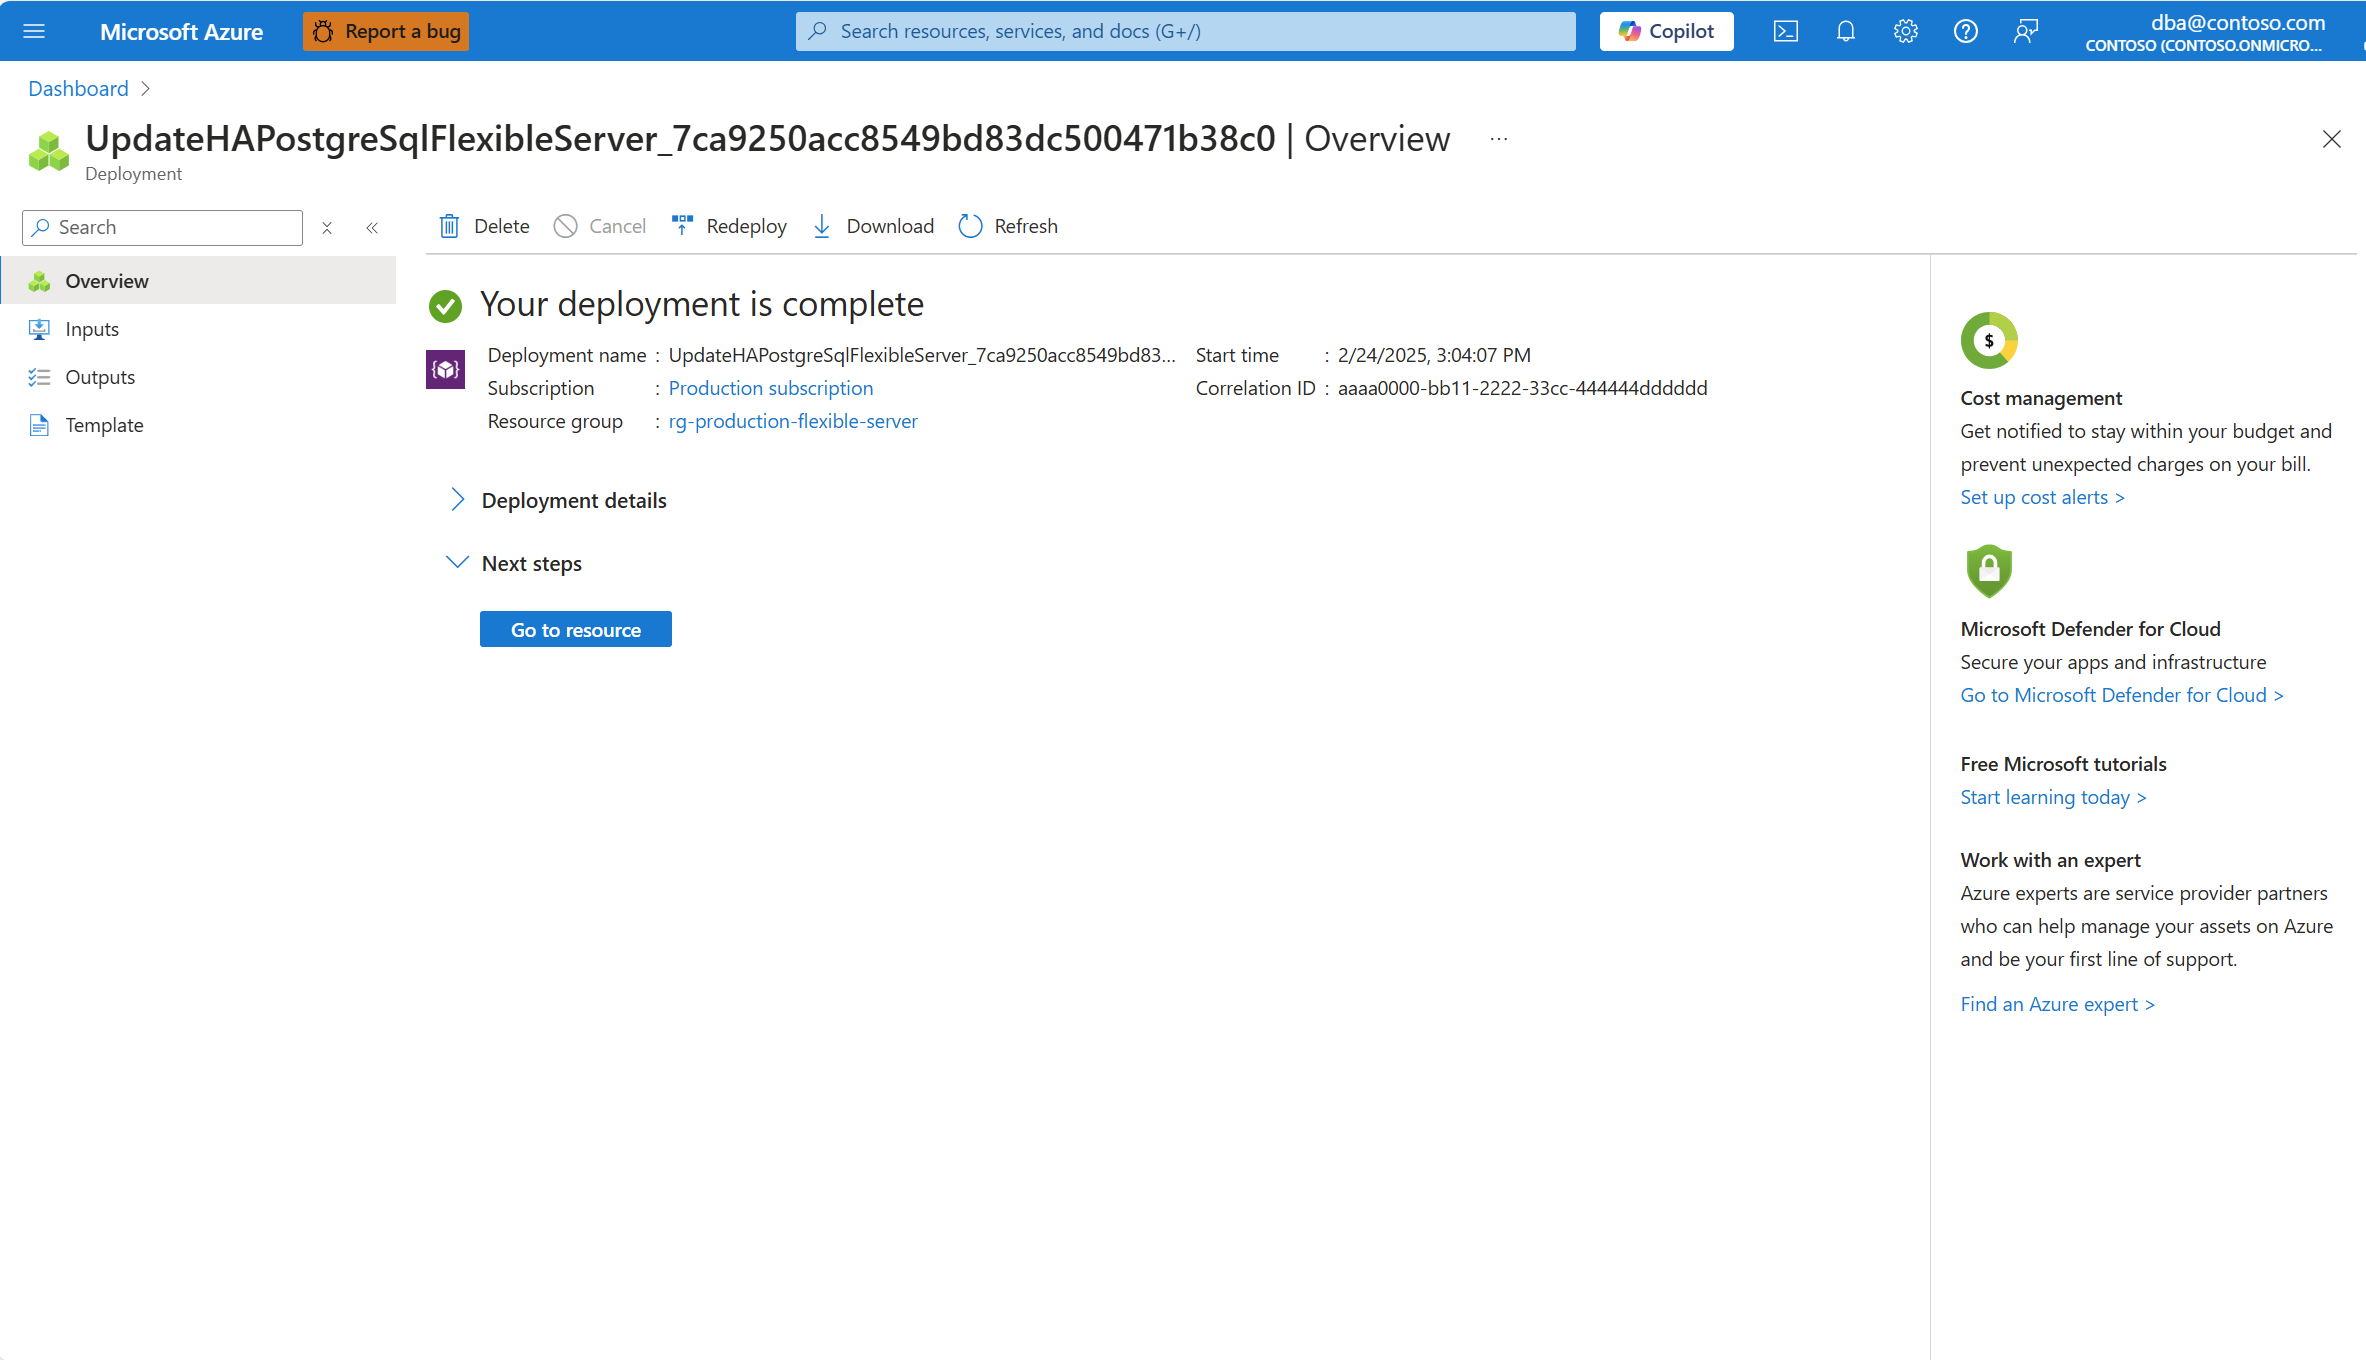 Microsoft Azure
Report a bug
Search resources, services, and docs (G+/)
Copilot
dba@contoso.com
CONTOSO (CONTOSO.ONMICRO...
Dashboard
UpdateHAPostgreSqlFlexibleServer_7ca9250acc8549bd83dc500471b38c0 | Overview
Deployment
Search
Delete
Cancel
Redeploy
Download
Refresh
Overview
Inputs
Outputs
Template
Your deployment is complete
Deployment name : UpdateHAPostgreSqlFlexibleServer_7ca9250acc8549bd83...
Subscription : Production subscription
Resource group : rg-production-flexible-server
Start time : 2/24/2025, 3:04:07 PM
Correlation ID : aaaa0000-bb11-2222-33cc-444444dddddd
Deployment details
Next steps
Go to resource
Cost management
Get notified to stay within your budget and
prevent unexpected charges on your bill.
Set up cost alerts >
Microsoft Defender for Cloud
Secure your apps and infrastructure
Go to Microsoft Defender for Cloud >
Free Microsoft tutorials
Start learning today >
Work with an expert
Azure experts are service provider partners
who can help manage your assets on Azure
and be your first line of support.
Find an Azure expert >